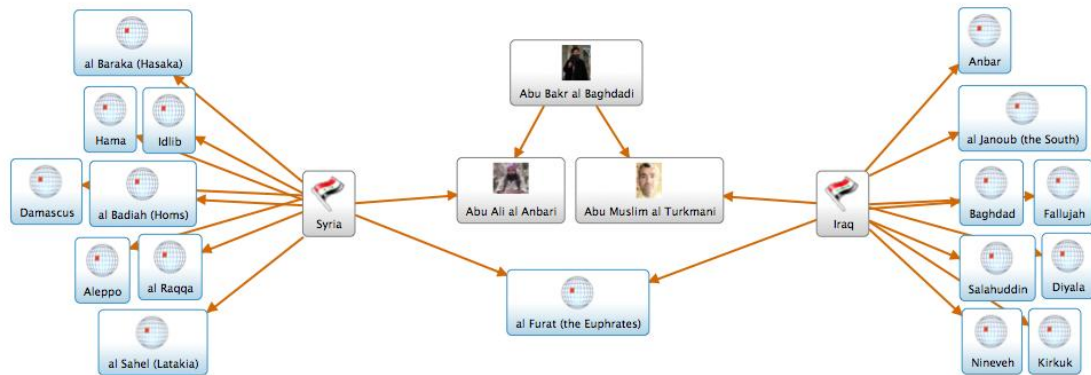 al Baraka (Hasaka)
Abu Bakr al Baghdadi
Anbar
Hama
Idlib
al Janoub (the South)
Damascus
al Badiah (Homs)
Syria
Abu Ali al Anbari
Abu Muslim al Turkmani
Iraq
Baghdad
Fallujah
Aleppo
al Raqqa
al Furat (the Euphrates)
Salahuddin
Diyala
al Sahel (Latakia)
Nineveh
Kirkuk